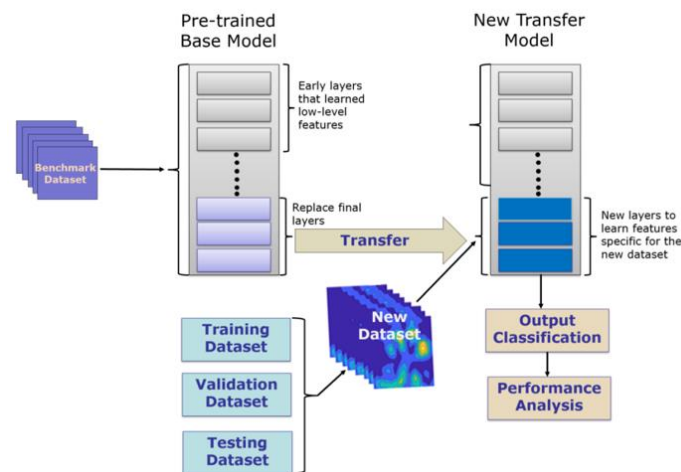 Pre-trained
Base Model
New Transfer
Model
Early layers
that learned
low-level
features
Benchmark
Dataset
Replace final
layers
Transfer
New layers to
learn features
specific for the
new dataset
New
Dataset
Training
Dataset
Validation
Dataset
Testing
Dataset
Output
Classification
Performance
Analysis